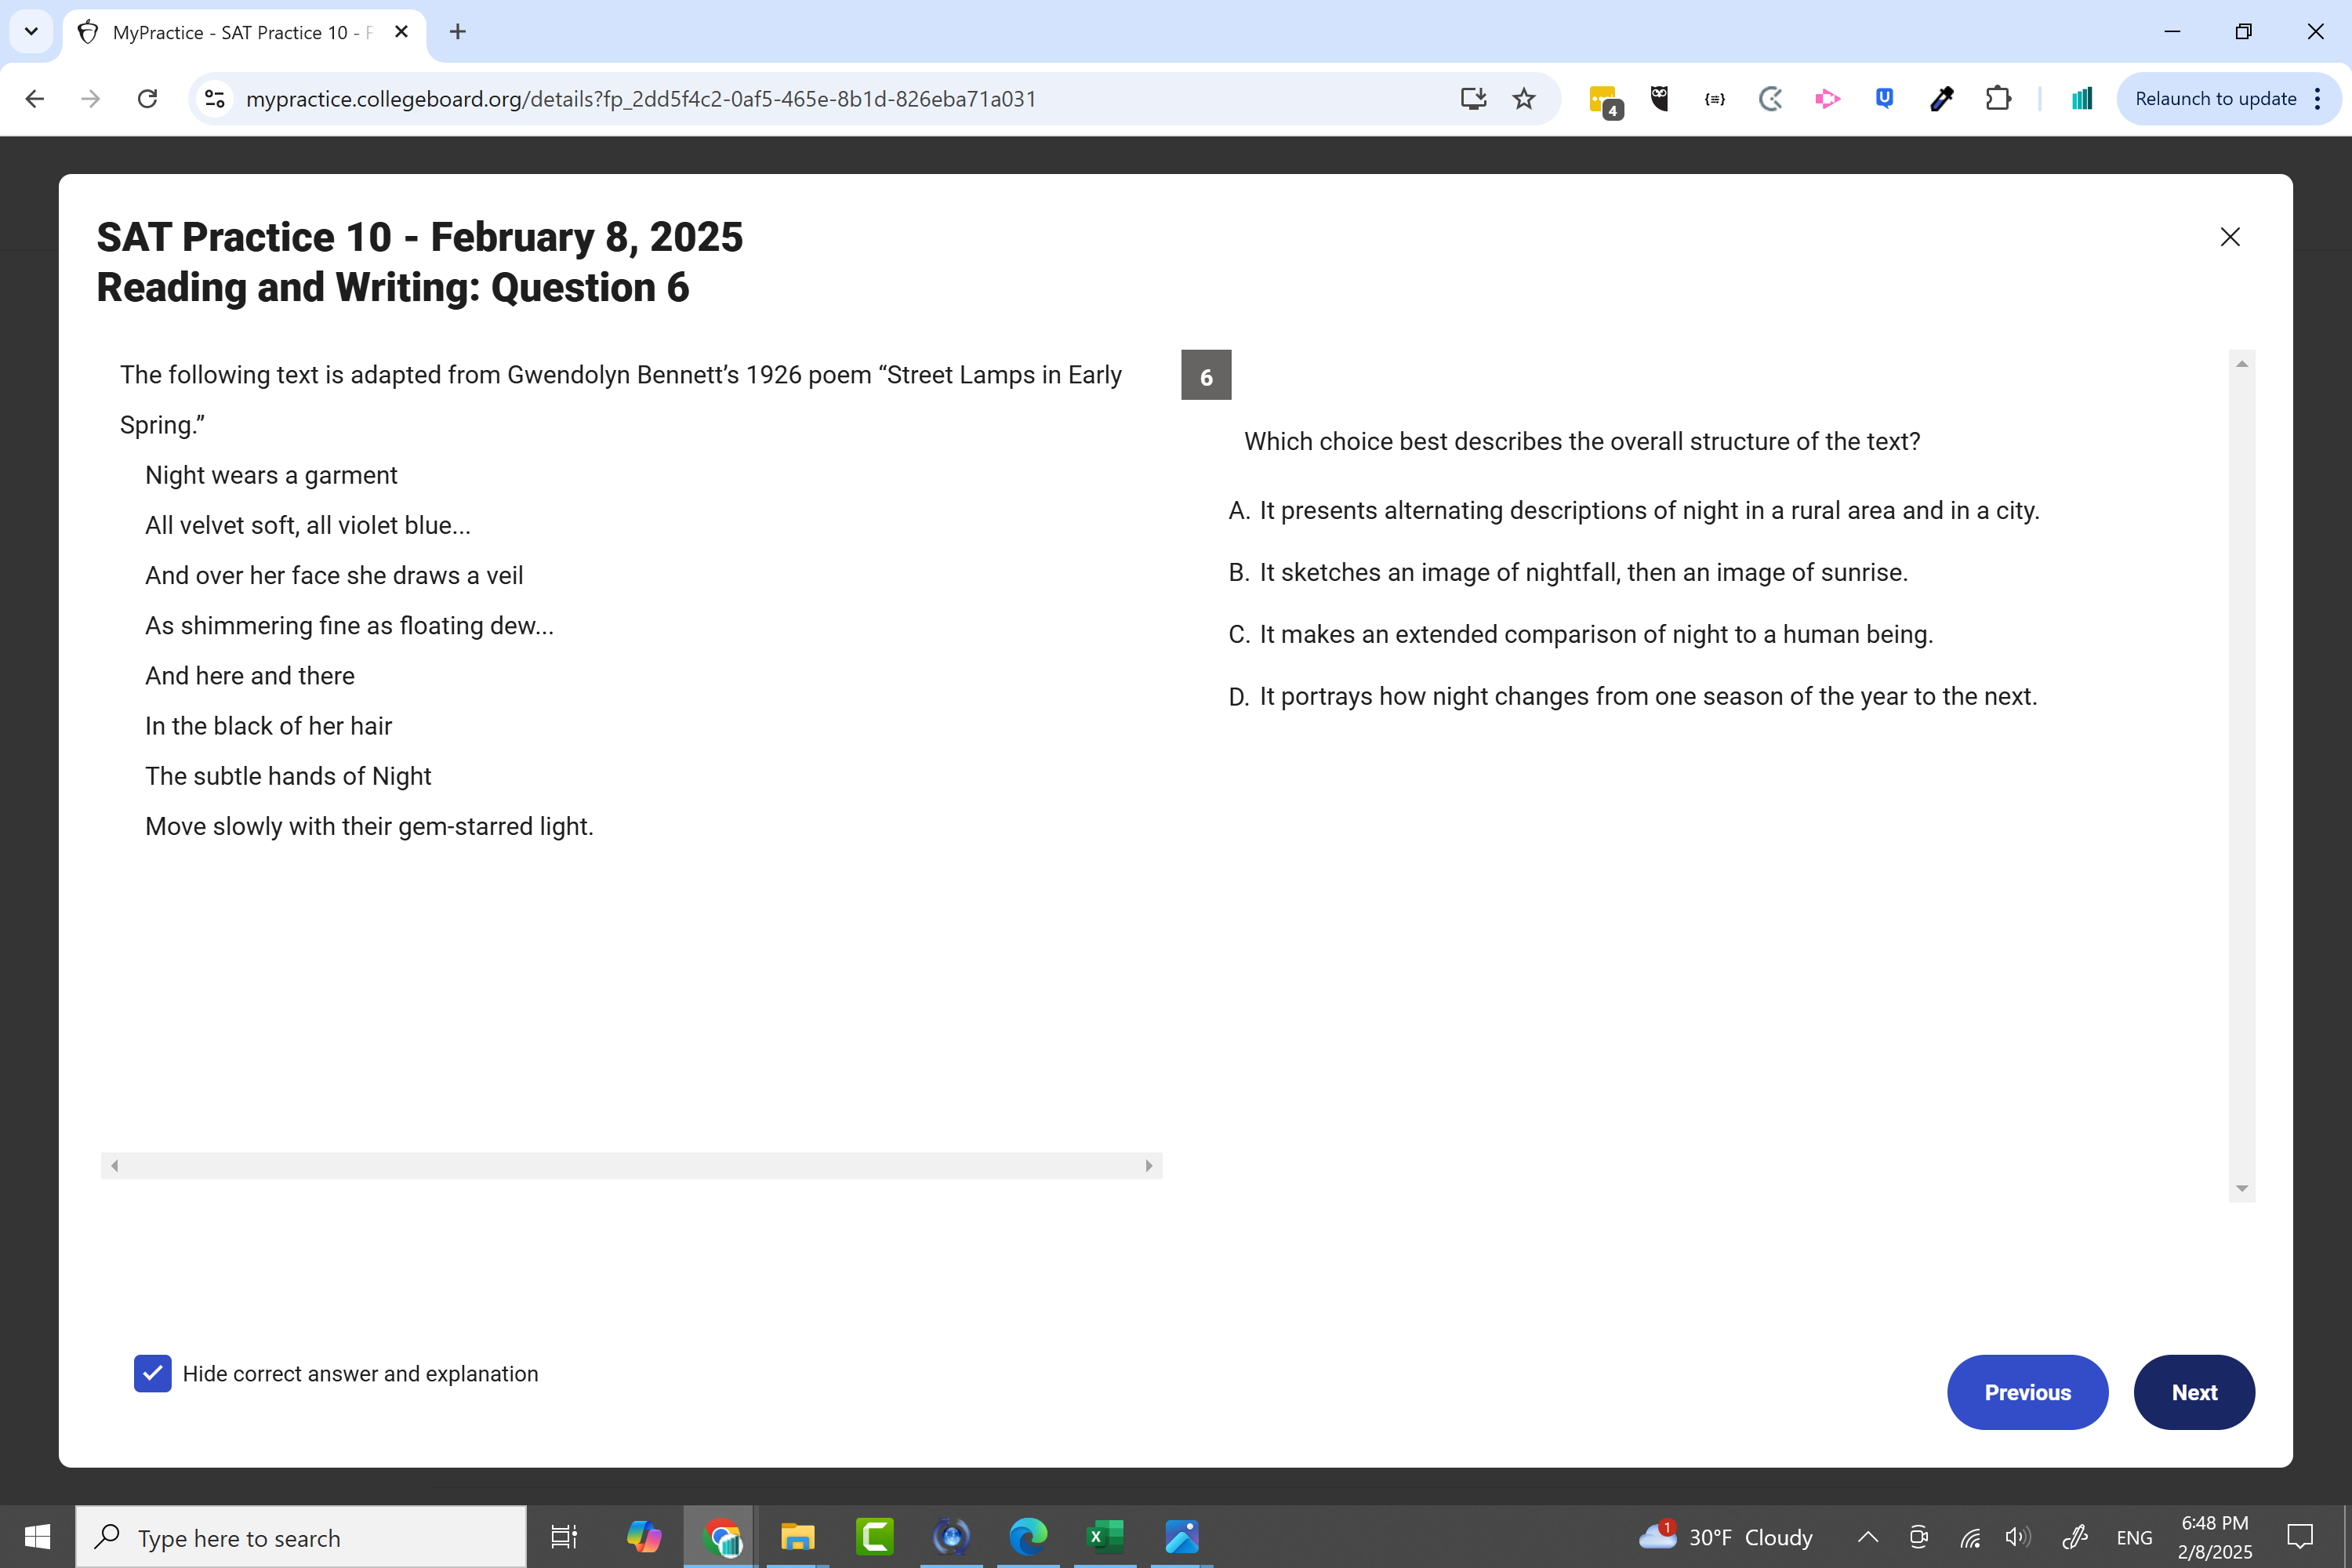 MyPractice - SAT Practice 10 - F
mypractice.collegeboard.org/details?fp_2dd5f4c2-0af5-465e-8b1d-826eba71a031
4
Relaunch to update
SAT Practice 10 - February 8, 2025
Reading and Writing: Question 6
The following text is adapted from Gwendolyn Bennett’s 1926 poem “Street Lamps in Early
Spring.”
Night wears a garment
All velvet soft, all violet blue...
And over her face she draws a veil
As shimmering fine as floating dew...
And here and there
In the black of her hair
The subtle hands of Night
Move slowly with their gem-starred light.
6
Which choice best describes the overall structure of the text?
A. It presents alternating descriptions of night in a rural area and in a city.
B. It sketches an image of nightfall, then an image of sunrise.
C. It makes an extended comparison of night to a human being.
D. It portrays how night changes from one season of the year to the next.
Hide correct answer and explanation
Previous
Next
Type here to search
1
30°F Cloudy
ENG
6:48 PM
2/8/2025